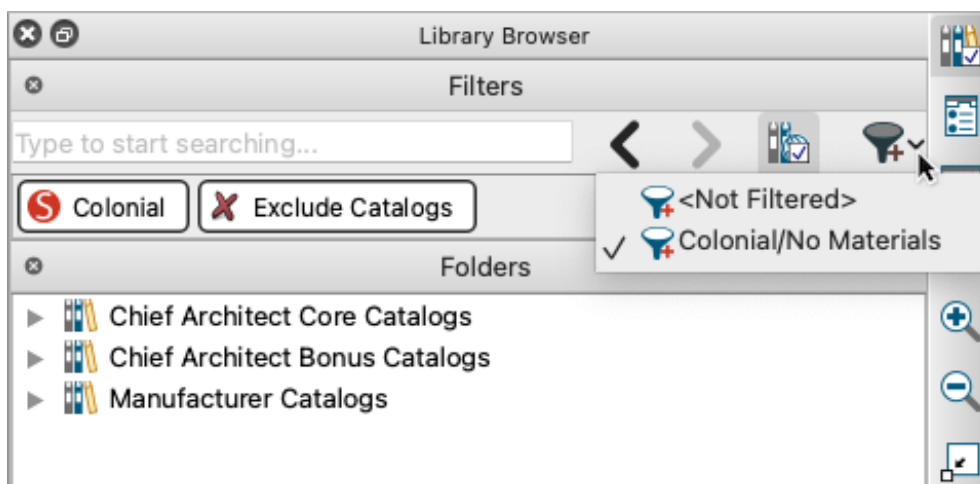 Library Browser
Filters
Type to start searching...
S Colonial
Exclude Catalogs
<Not Filtered>
Colonial/No Materials
Folders
Chief Architect Core Catalogs
Chief Architect Bonus Catalogs
Manufacturer Catalogs